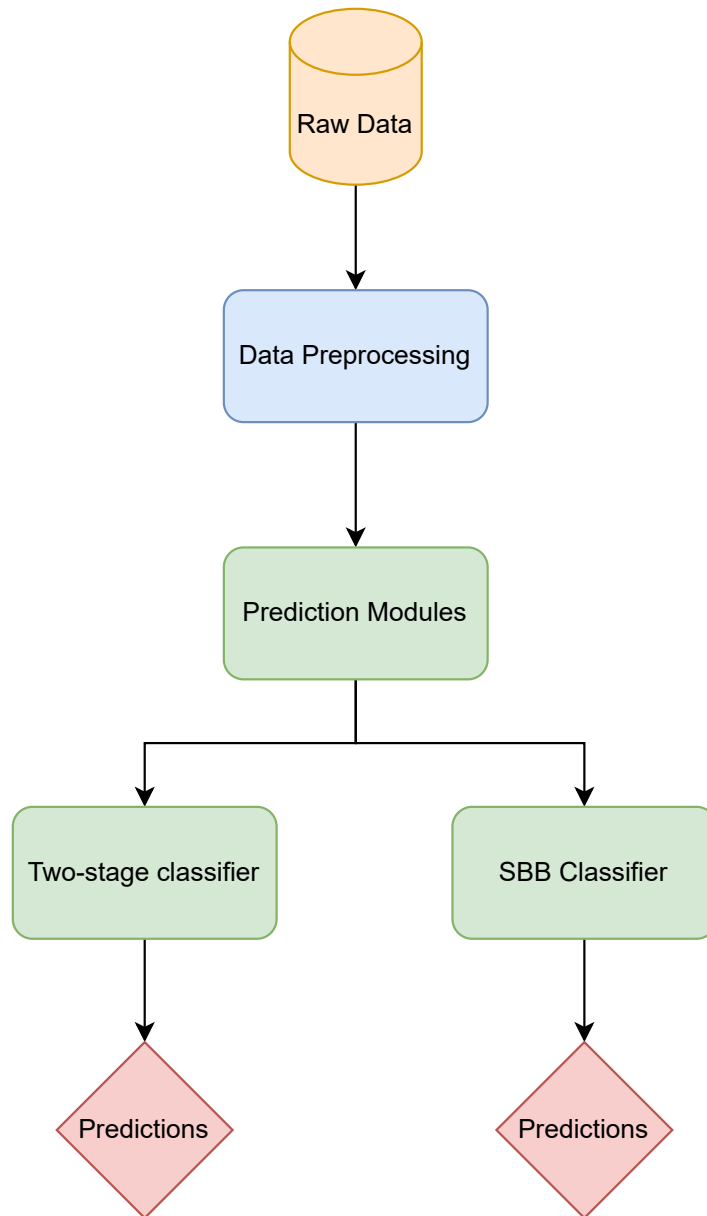 Raw Data
Data Preprocessing
Prediction Modules
Two-stage classifier
SBB Classifier
Predictions
Predictions